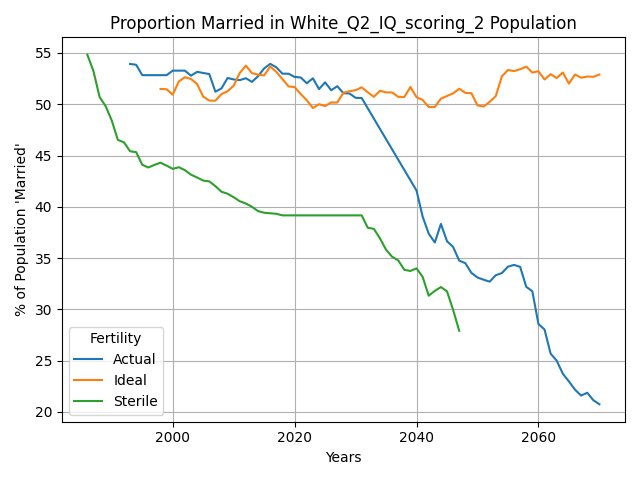 Proportion Married in White_Q2_IQ_scoring_2 Population
% of Population 'Married'
55
50
45
40
35
30
25
20
Fertility
Actual
Ideal
Sterile
2000 2020 2040 2060
Years